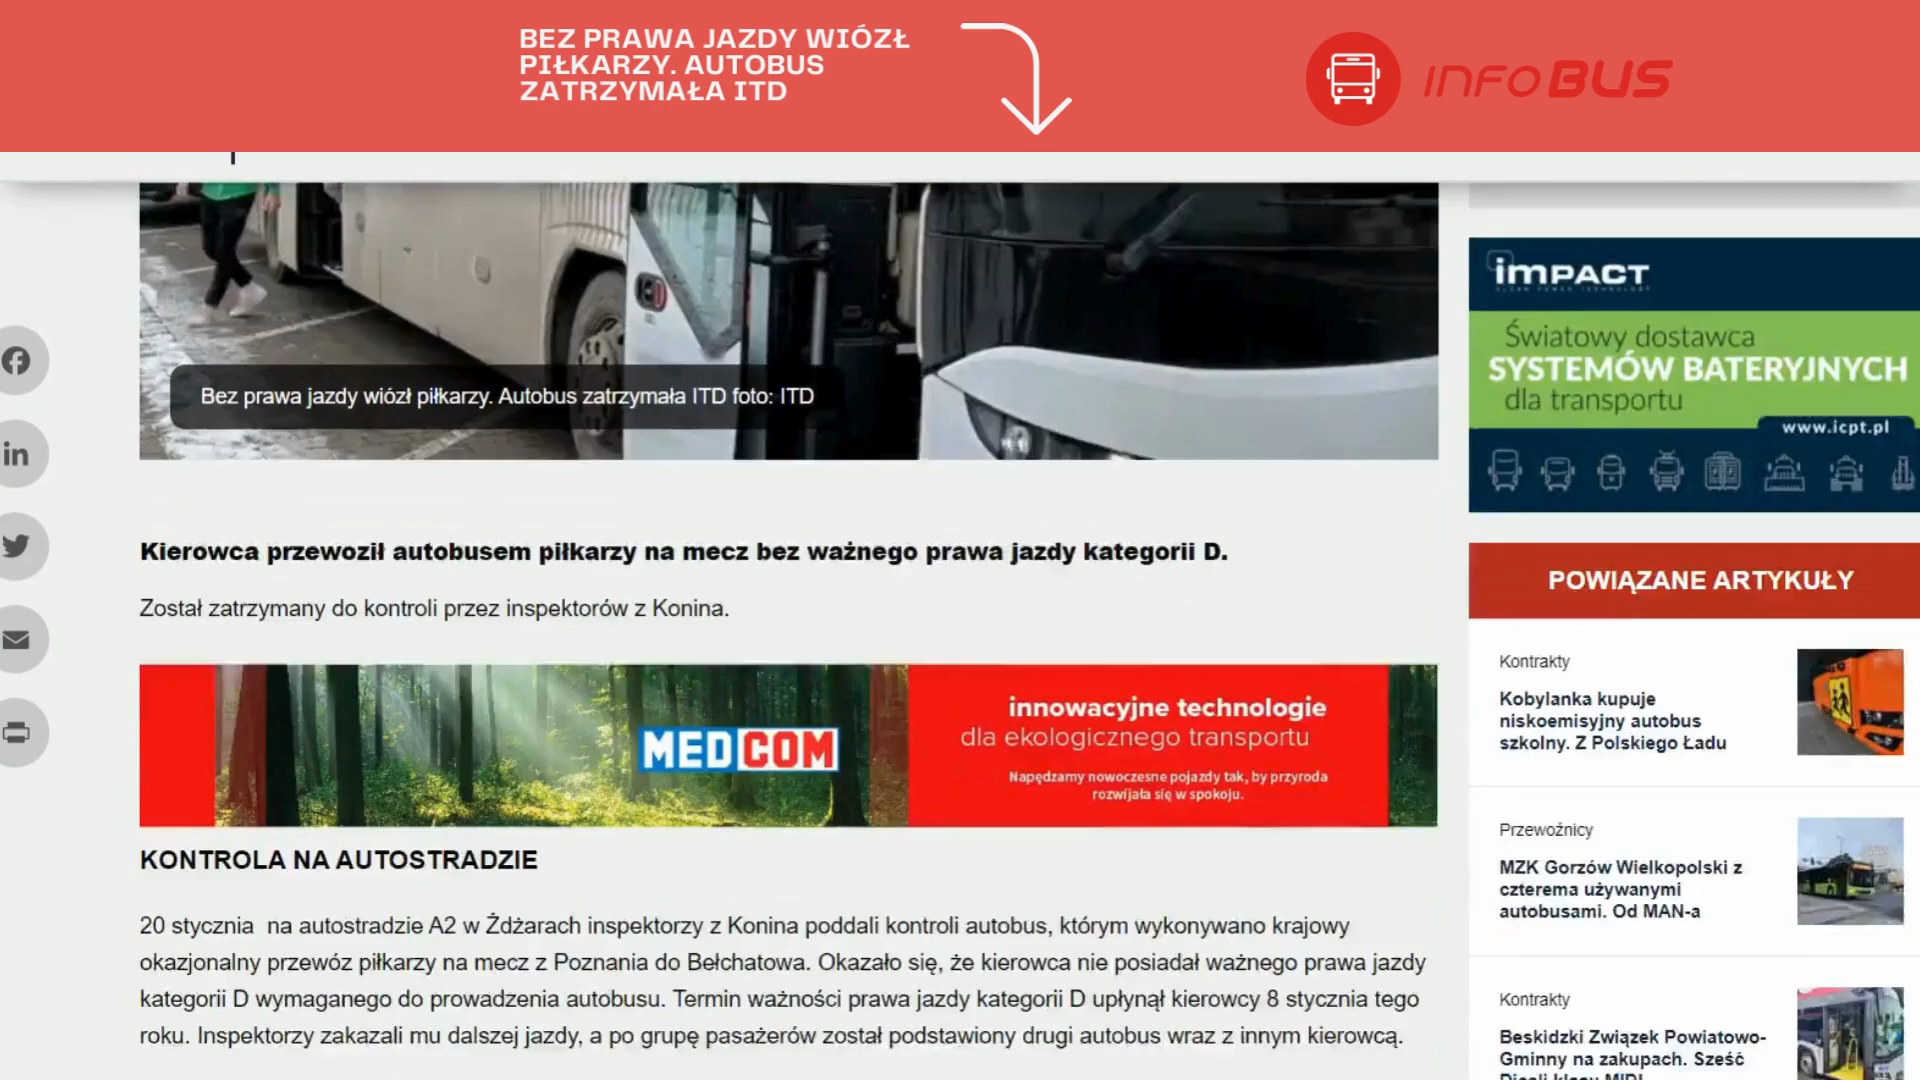 BEZ PRAWA JAZDY WIÓZŁ
PIŁKARZY. AUTOBUS
ZATRZYMAŁA ITD
INFOBUS
Bez prawa jazdy wiózł piłkarzy. Autobus zatrzymała ITD foto: ITD
Kierowca przewoził autobusem piłkarzy na mecz bez ważnego prawa jazdy kategorii D.
Został zatrzymany do kontroli przez inspektorów z Konina.
MEDCOM
innowacyjne technologie
dla ekologicznego transportu
Napędzamy nowoczesne pojazdy tak, by przyroda
rozwijała się w spokoju.
KONTROLA NA AUTOSTRADZIE
20 stycznia na autostradzie A2 w Żdżarach inspektorzy z Konina poddali kontroli autobus, którym wykonywano krajowy
okazjonalny przewóz piłkarzy na mecz z Poznania do Bełchatowa. Okazało się, że kierowca nie posiadał ważnego prawa jazdy
kategorii D wymaganego do prowadzenia autobusu. Termin ważności prawa jazdy kategorii D upłynął kierowcy 8 stycznia tego
roku. Inspektorzy zakazali mu dalszej jazdy, a po grupę pasażerów został podstawiony drugi autobus wraz z innym kierowcą.
IMPACT
Światowy dostawca
SYSTEMÓW BATERYJNYCH
dla transportu
www.icpt.pl
POWIĄZANE ARTYKUŁY
Kontrakty
Kobylanka kupuje
niskoemisyjny autobus
szkolny. Z Polskiego Ładu
Przewoźnicy
MZK Gorzów Wielkopolski z
czterema używanymi
autobusami. Od MAN-a
Kontrakty
Beskidzki Związek Powiatowo-
Gminny na zakupach. Sześć